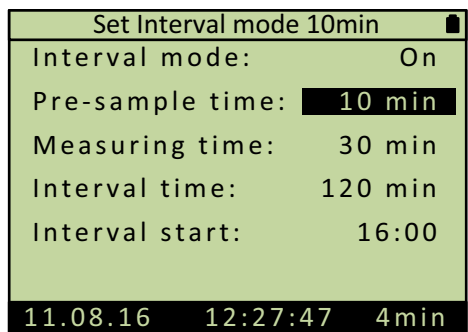 Set Interval mode 10min
Interval mode: On
Pre-sample time: 10 min
Measuring time: 30 min
Interval time: 120 min
Interval start: 16:00
11.08.16 12:27:47 4min